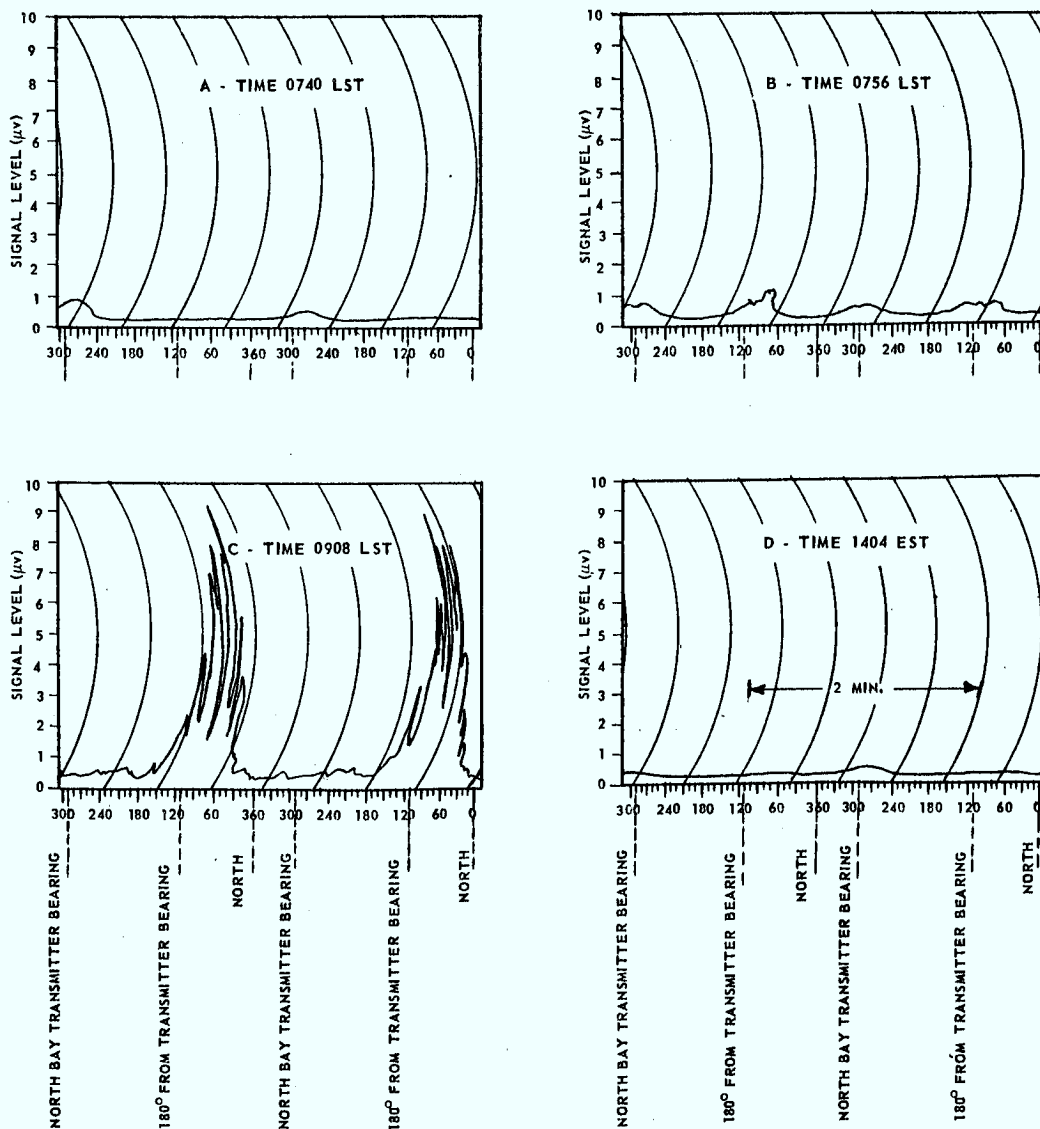 A - TIME 0740 LST
SIGNAL LEVEL (μv)
10
9
8
7
6
5
4
3
2
1
0
300 240 180 120 60 360 300 240 180 120 60 0
B - TIME 0756 LST
SIGNAL LEVEL (μv)
10
9
8
7
6
5
4
3
2
1
0
300 240 180 120 60 360 300 240 180 120 60 0
C - TIME 0908 LST
SIGNAL LEVEL (μv)
10
9
8
7
6
5
4
3
2
1
0
300 240 180 120 60 360 300 240 180 120 60 0
NORTH BAY TRANSMITTER BEARING
180° FROM TRANSMITTER BEARING
NORTH
NORTH BAY TRANSMITTER BEARING
180° FROM TRANSMITTER BEARING
NORTH
D - TIME 1404 EST
2 MIN.
SIGNAL LEVEL (μv)
10
9
8
7
6
5
4
3
2
1
0
300 240 180 120 60 360 300 240 180 120 60 0
NORTH BAY TRANSMITTER BEARING
180° FROM TRANSMITTER BEARING
NORTH
NORTH BAY TRANSMITTER BEARING
180° FROM TRANSMITTER BEARING
NORTH